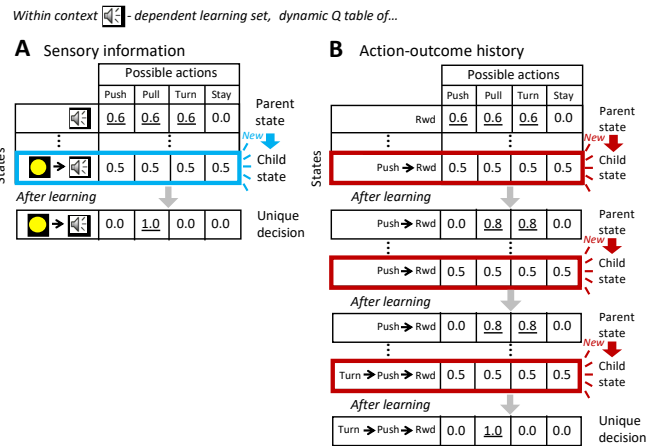 Within context - dependent learning set, dynamic Q table of...
A Sensory information
Possible actions
Push Pull Turn Stay
0.6 0.6 0.6 0.0
Parent
state
New
0.5 0.5 0.5 0.5
Child
state
States
After learning
0.0 1.0 0.0 0.0
Unique
decision
B Action-outcome history
Possible actions
Push Pull Turn Stay
Rwd 0.6 0.6 0.6 0.0
Parent
state
New
Push → Rwd 0.5 0.5 0.5 0.5
Child
state
States
After learning
Push → Rwd 0.0 0.8 0.8 0.0
Parent
state
New
Push → Rwd 0.5 0.5 0.5 0.5
Child
state
After learning
Push → Rwd 0.0 0.8 0.8 0.0
Parent
state
New
Turn → Push → Rwd 0.5 0.5 0.5 0.5
Child
state
After learning
Turn → Push → Rwd 0.0 1.0 0.0 0.0
Unique
decision